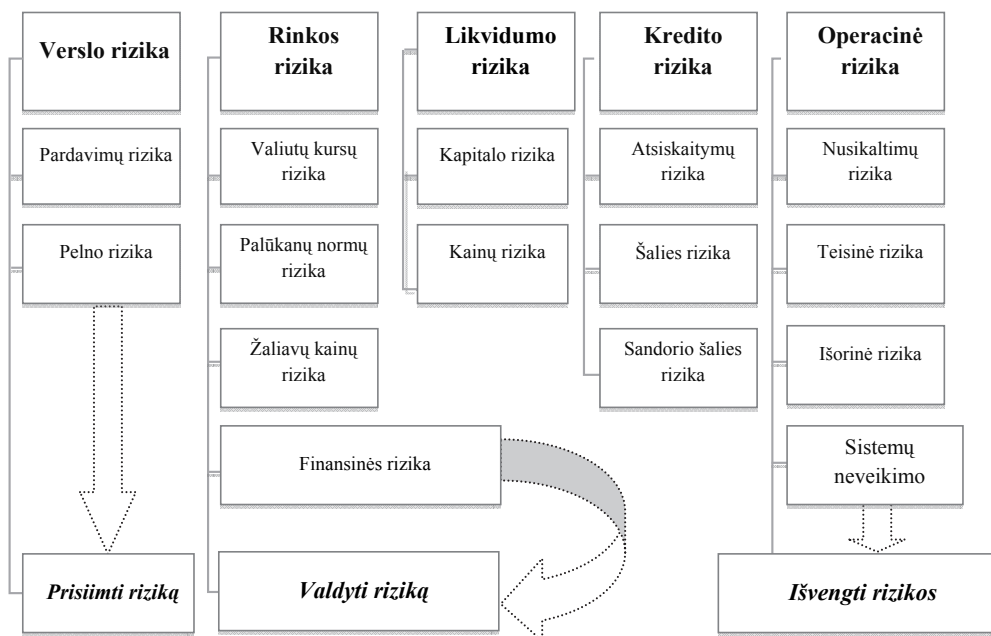 Verslo rizika
Rinkos
rizika
Likvidumo
rizika
Kredito
rizika
Operacinė
rizika
Pardavimų rizika
Valiutų kursų
rizika
Kapitalo rizika
Atsiskaitymų
rizika
Nusikaltimų
rizika
Pelno rizika
Palūkanų normų
rizika
Kainų rizika
Šalies rizika
Teisinė rizika
Žaliavų kainų
rizika
Sandorio šalies
rizika
Išorinė rizika
Finansinės rizika
Sistemų
neveikimo
Prisiimti riziką
Valdyti riziką
Išvengti rizikos